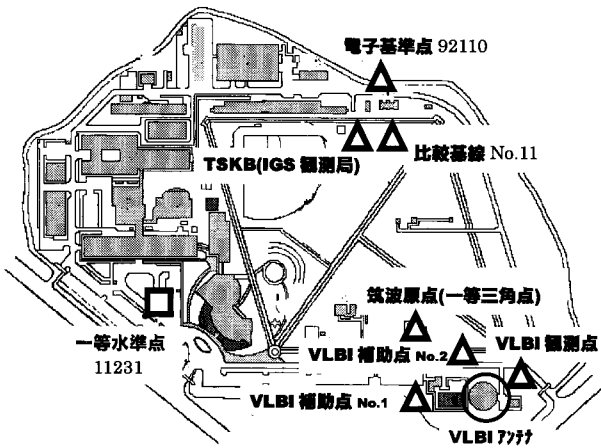 電子基準点 92110
TSKB(IGS 観測局)
比較基線 No.11
筑波原点(一等三角点)
一等水準点
11231
VLBI 補助点 No.2
VLBI 観測点
VLBI 補助点 No.1
VLBI アンテナ